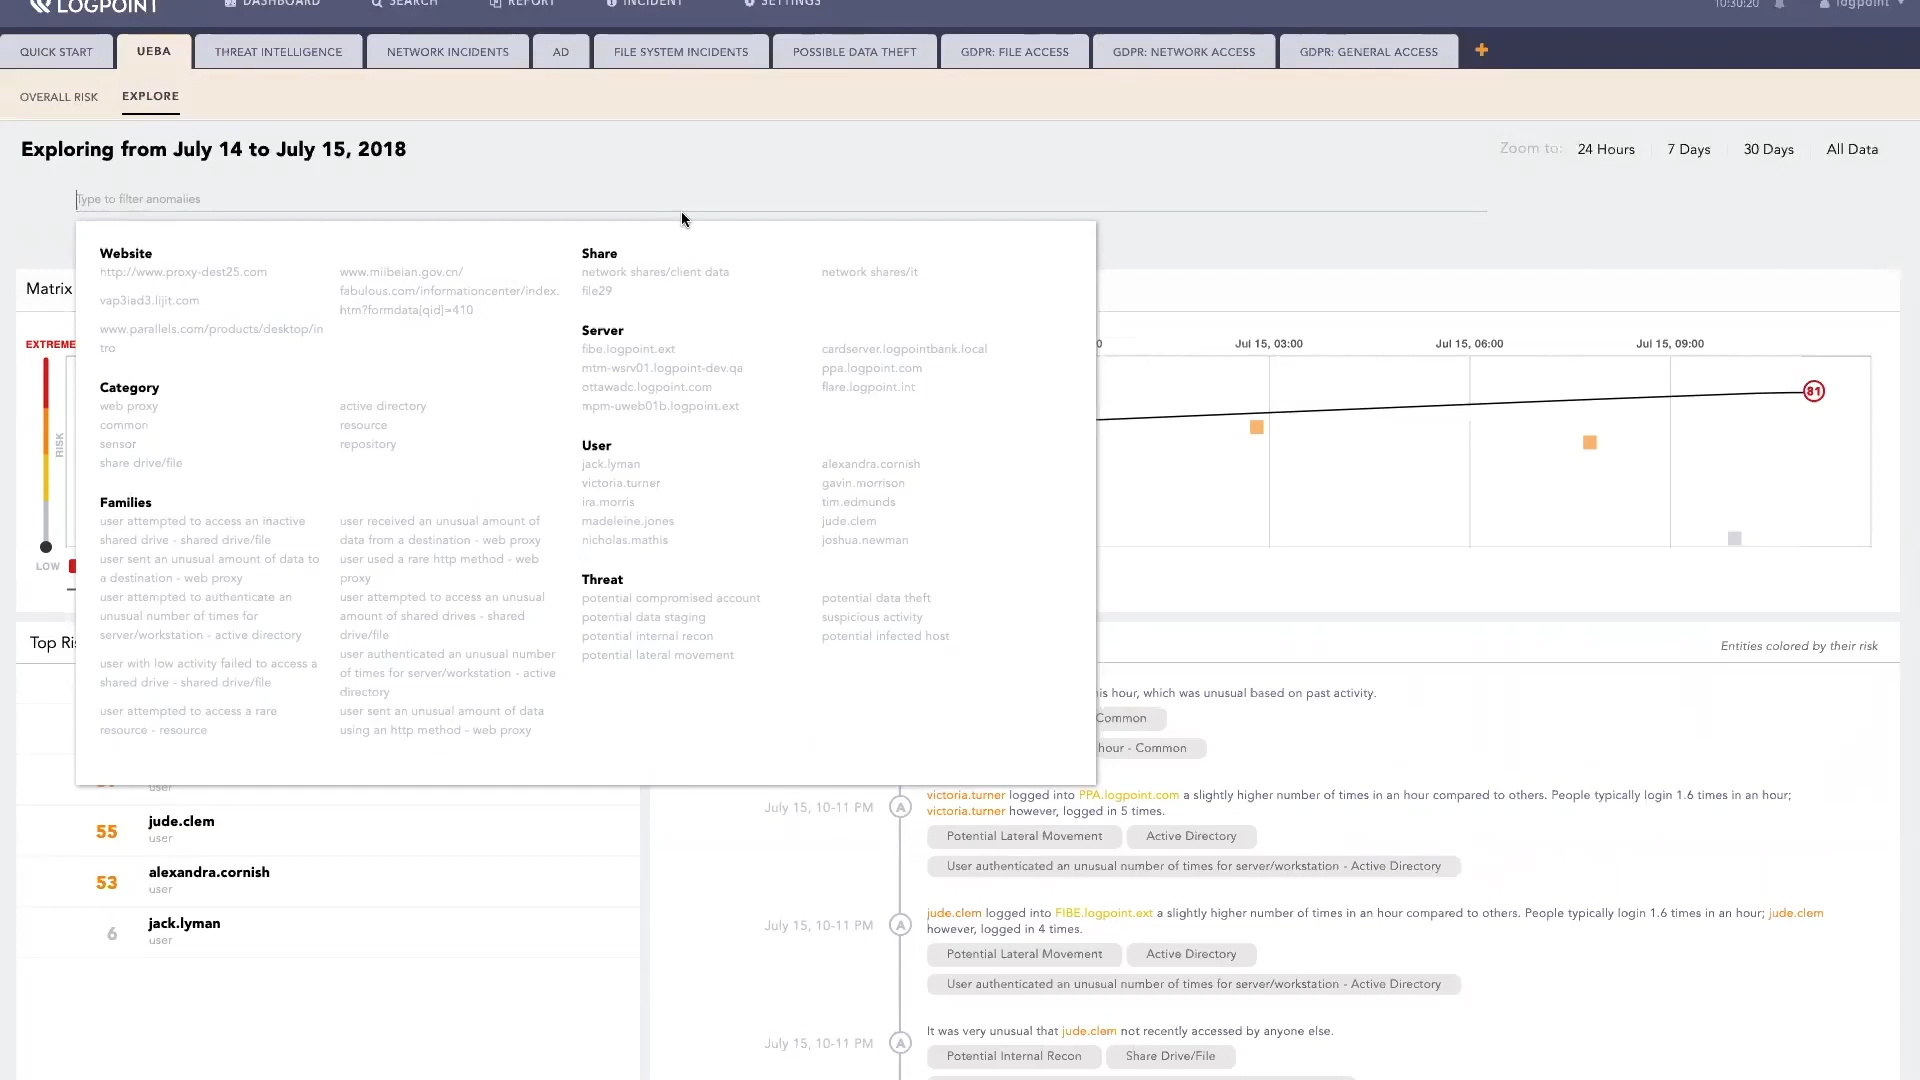 LOGPOINT
DASHBOARD
SEARCH
REPORT
INCIDENT
SETTINGS
10:30:20
logpoint
QUICK START
UEBA
THREAT INTELLIGENCE
NETWORK INCIDENTS
AD
FILE SYSTEM INCIDENTS
POSSIBLE DATA THEFT
GDPR: FILE ACCESS
GDPR: NETWORK ACCESS
GDPR: GENERAL ACCESS
OVERALL RISK
EXPLORE
Exploring from July 14 to July 15, 2018
Zoom to:
24 Hours
7 Days
30 Days
All Data
Type to filter anomalies
Website
http://www.proxy-dest25.com
vap3iad3.lijit.com
www.parallels.com/products/desktop/in
tro
www.miibeian.gov.cn/
fabulous.com/informationcenter/index.
htm?formdata[qid]=410
Category
web proxy
common
sensor
share drive/file
active directory
resource
repository
Families
user attempted to access an inactive
shared drive - shared drive/file
user sent an unusual amount of data to
a destination - web proxy
user attempted to authenticate an
unusual number of times for
server/workstation - active directory
user with low activity failed to access a
shared drive - shared drive/file
user attempted to access a rare
resource - resource
user received an unusual amount of
data from a destination - web proxy
user used a rare http method - web
proxy
user attempted to access an unusual
amount of shared drives - shared
drive/file
user authenticated an unusual number
of times for server/workstation - active
directory
user sent an unusual amount of data
using an http method - web proxy
Share
network shares/client data
file29
network shares/it
Server
fibe.logpoint.ext
mtm-wsrv01.logpoint-dev.qa
ottawadc.logpoint.com
mpm-uweb01b.logpoint.ext
cardserver.logpointbank.local
ppa.logpoint.com
flare.logpoint.int
User
jack.lyman
victoria.turner
ira.morris
madeleine.jones
nicholas.mathis
alexandra.cornish
gavin.morrison
tim.edmunds
jude.clem
joshua.newman
Threat
potential compromised account
potential data staging
potential internal recon
potential lateral movement
potential data theft
suspicious activity
potential infected host
Matrix
EXTREME
RISK
LOW
0
Jul 15, 03:00
Jul 15, 06:00
Jul 15, 09:00
81
Top Ri
user
55
jude.clem
user
53
alexandra.cornish
user
6
jack.lyman
user
Entities colored by their risk
his hour, which was unusual based on past activity.
Common
hour - Common
July 15, 10-11 PM
A
victoria.turner logged into PPA.logpoint.com a slightly higher number of times in an hour compared to others. People typically login 1.6 times in an hour;
victoria.turner however, logged in 5 times.
Potential Lateral Movement
Active Directory
User authenticated an unusual number of times for server/workstation - Active Directory
July 15, 10-11 PM
A
jude.clem logged into FIBE.logpoint.ext a slightly higher number of times in an hour compared to others. People typically login 1.6 times in an hour; jude.clem
however, logged in 4 times.
Potential Lateral Movement
Active Directory
User authenticated an unusual number of times for server/workstation - Active Directory
July 15, 10-11 PM
A
It was very unusual that jude.clem not recently accessed by anyone else.
Potential Internal Recon
Share Drive/File